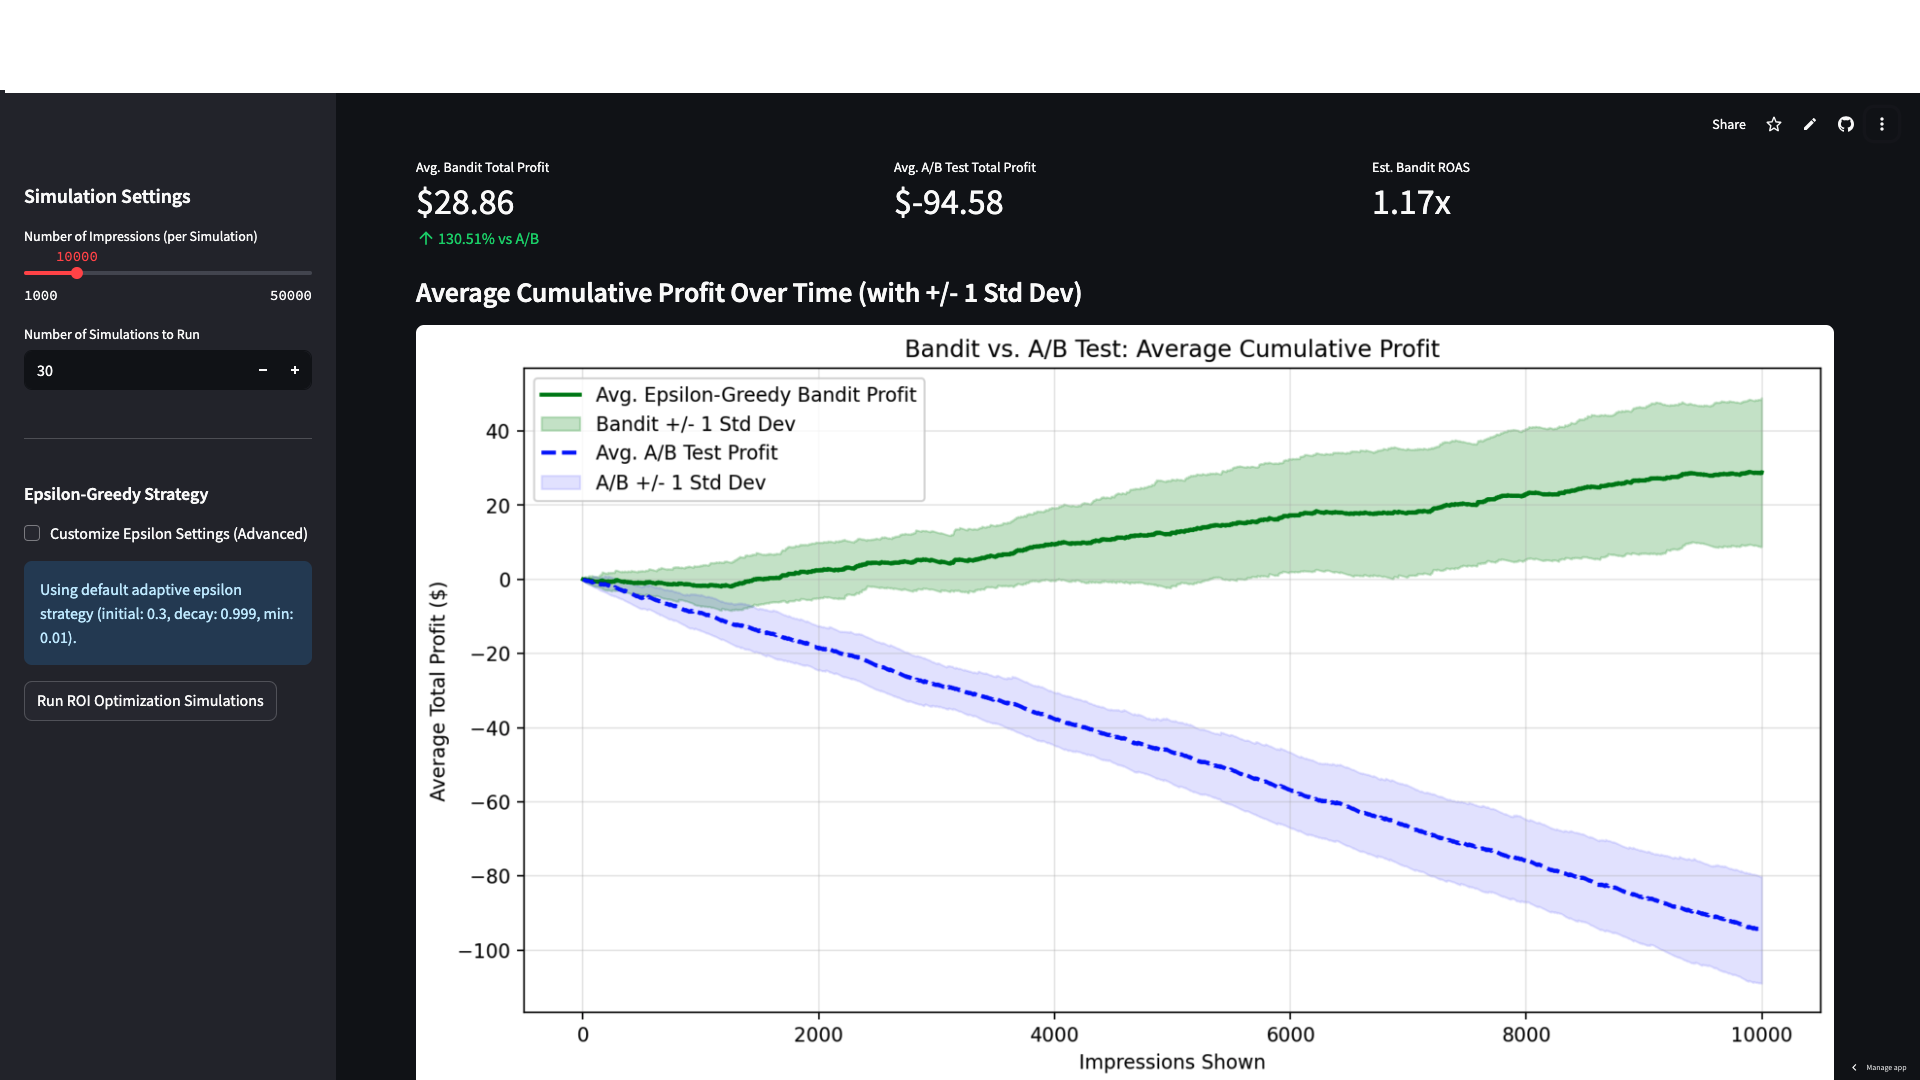 Share
Simulation Settings
Number of Impressions (per Simulation)
10000
1000 50000
Number of Simulations to Run
30
Epsilon-Greedy Strategy
Customize Epsilon Settings (Advanced)
Using default adaptive epsilon
strategy (initial: 0.3, decay: 0.999, min:
0.01).
Run ROI Optimization Simulations
Avg. Bandit Total Profit
$28.86
130.51% vs A/B
Avg. A/B Test Total Profit
$-94.58
Est. Bandit ROAS
1.17x
Average Cumulative Profit Over Time (with +/- 1 Std Dev)
Bandit vs. A/B Test: Average Cumulative Profit
Avg. Epsilon-Greedy Bandit Profit
Bandit +/- 1 Std Dev
Avg. A/B Test Profit
A/B +/- 1 Std Dev
Average Total Profit ($)
40
20
0
−20
−40
−60
−80
−100
0 2000 4000 6000 8000 10000
Impressions Shown
Manage app